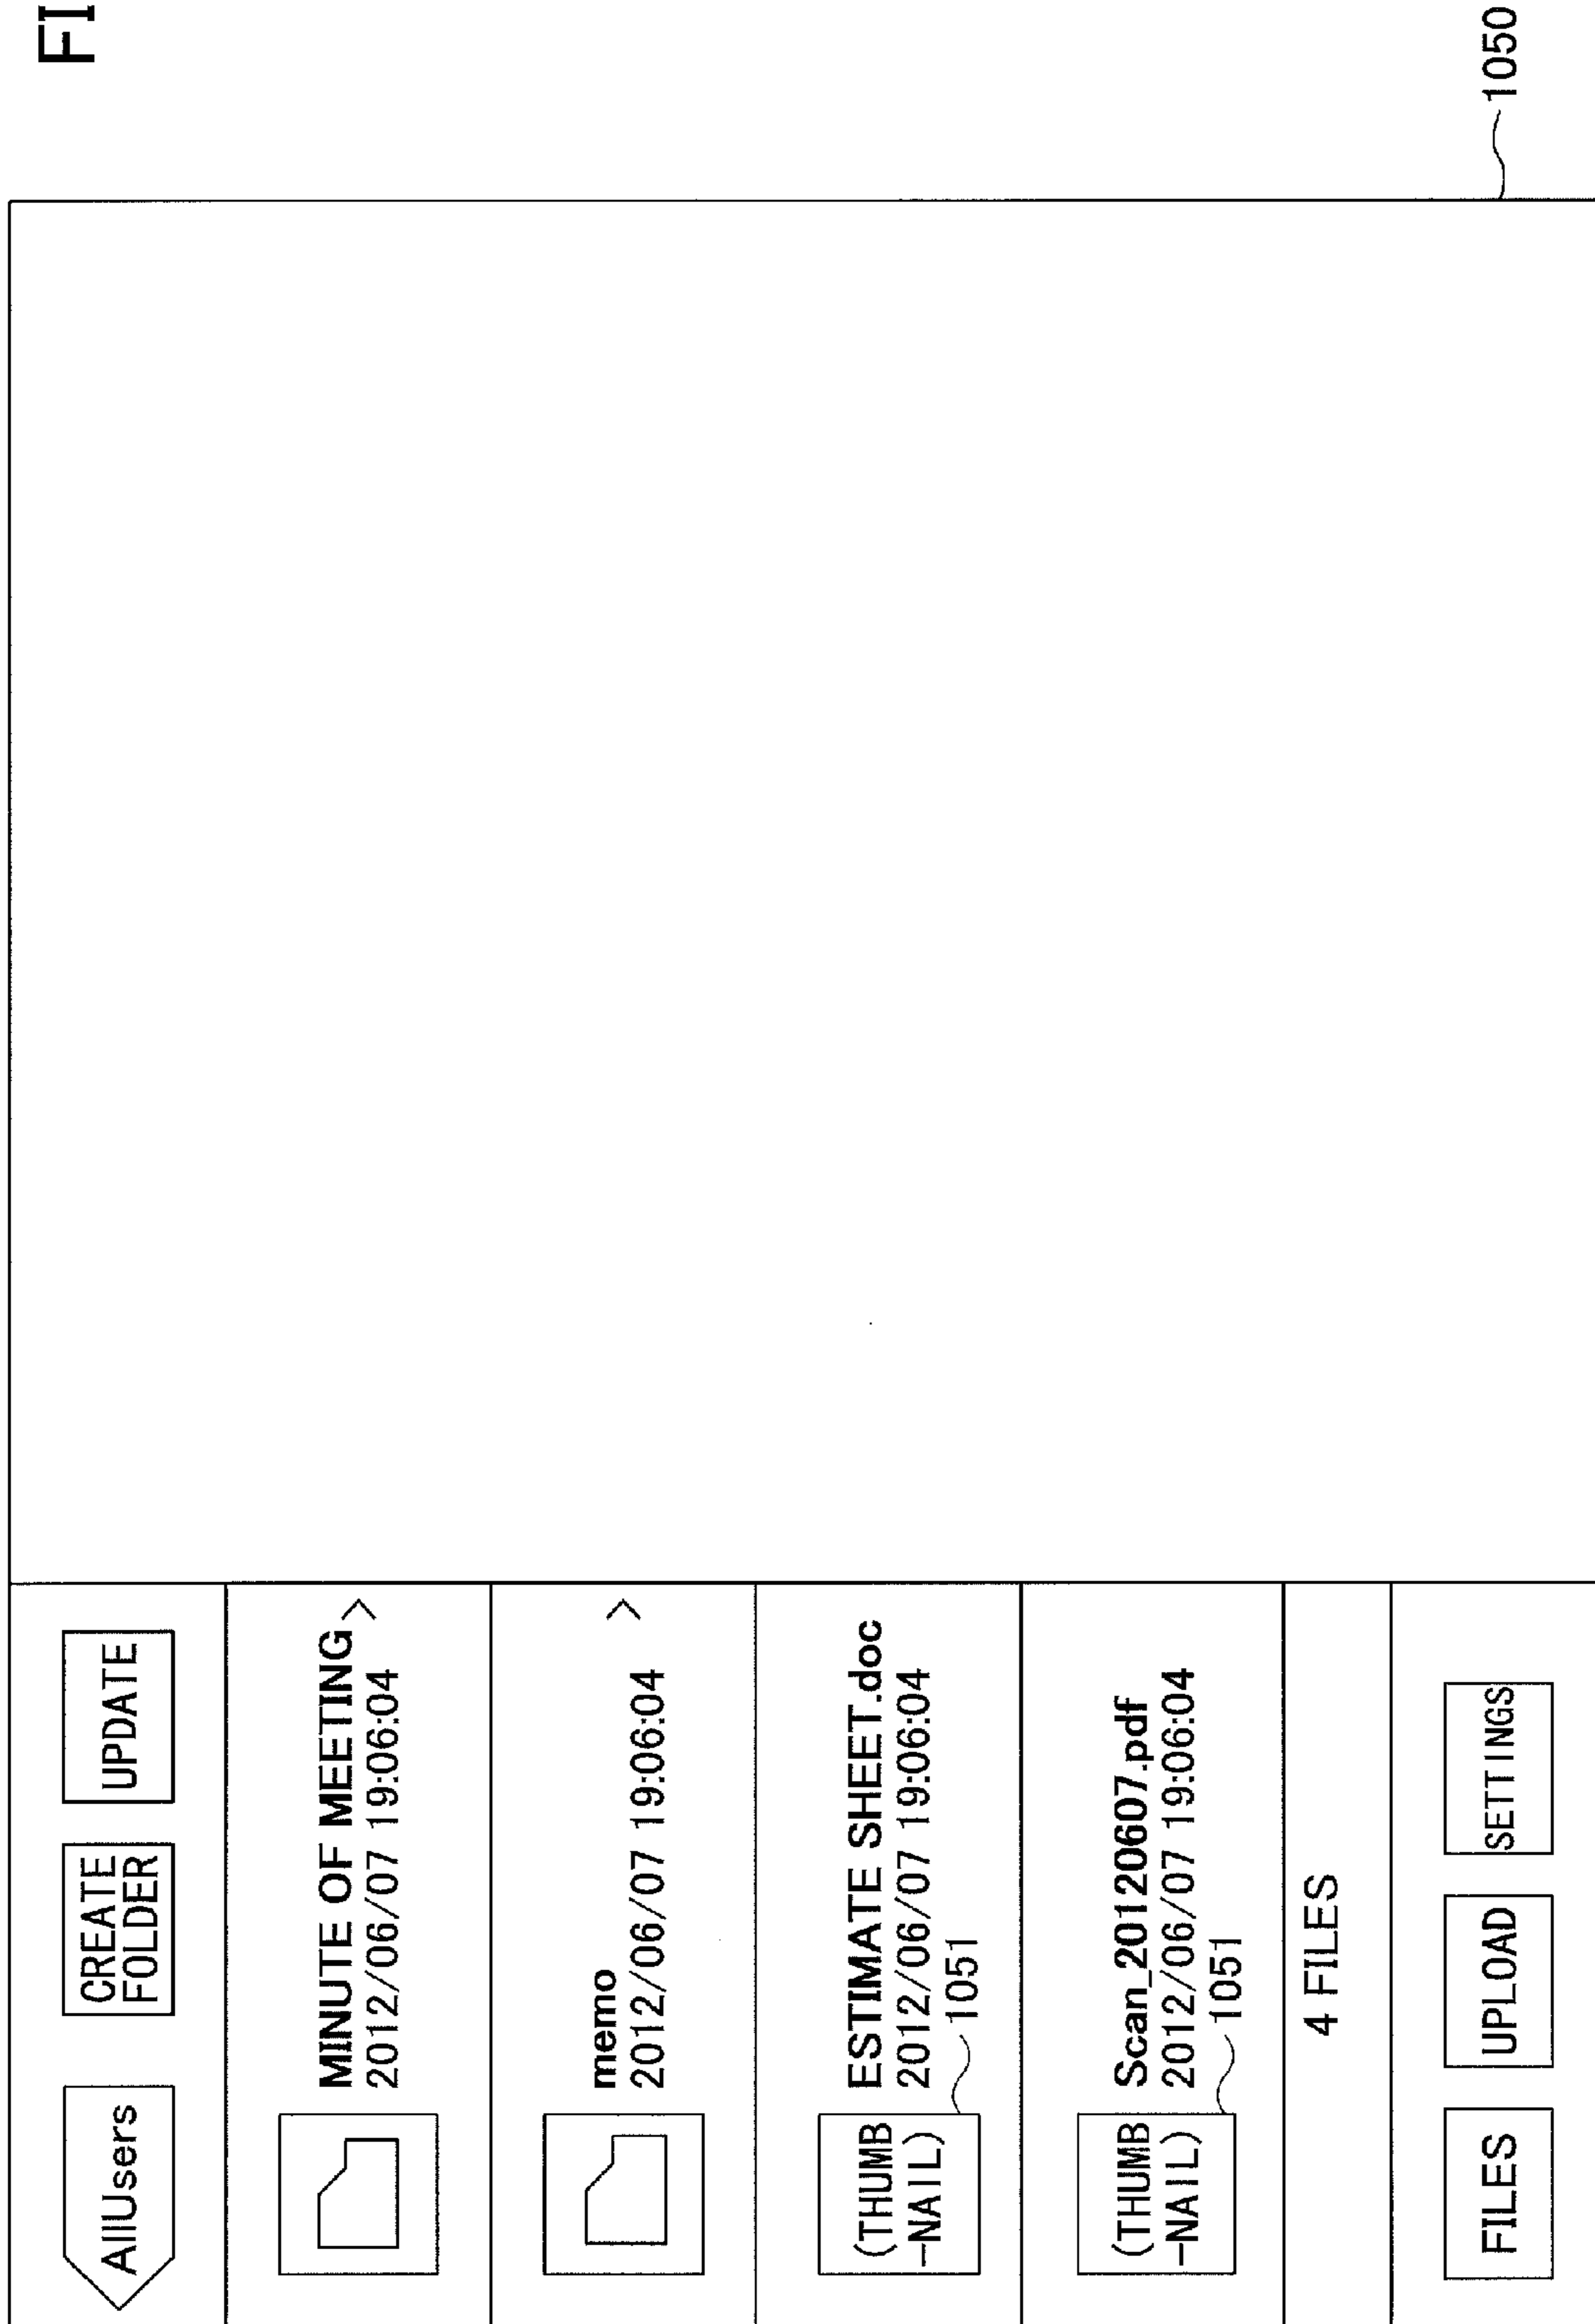 FI
AllUsers
CREATE
FOLDER
UPDATE
MINUTE OF MEETING >
2012/06/07 19:06:04
memo >
2012/06/07 19:06:04
(THUMB
-NAIL)
ESTIMATE SHEET.doc
2012/06/07 19:06:04
1051
(THUMB
-NAIL)
Scan_20120607.pdf
2012/06/07 19:06:04
1051
4 FILES
FILES
UPLOAD
SETTINGS
1050